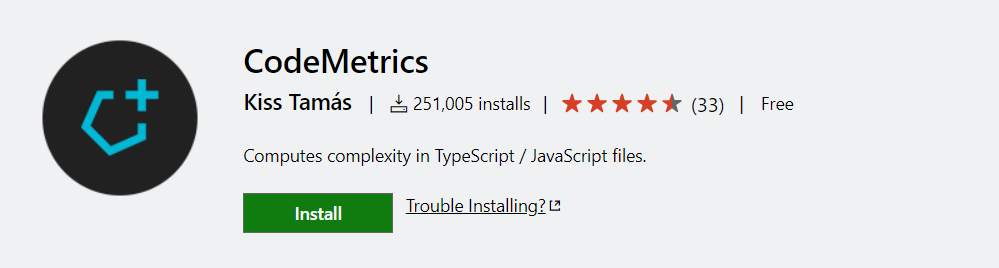 CodeMetrics
Kiss Tamás | 251,005 installs | (33) | Free
Computes complexity in TypeScript / JavaScript files.
Install Trouble Installing?